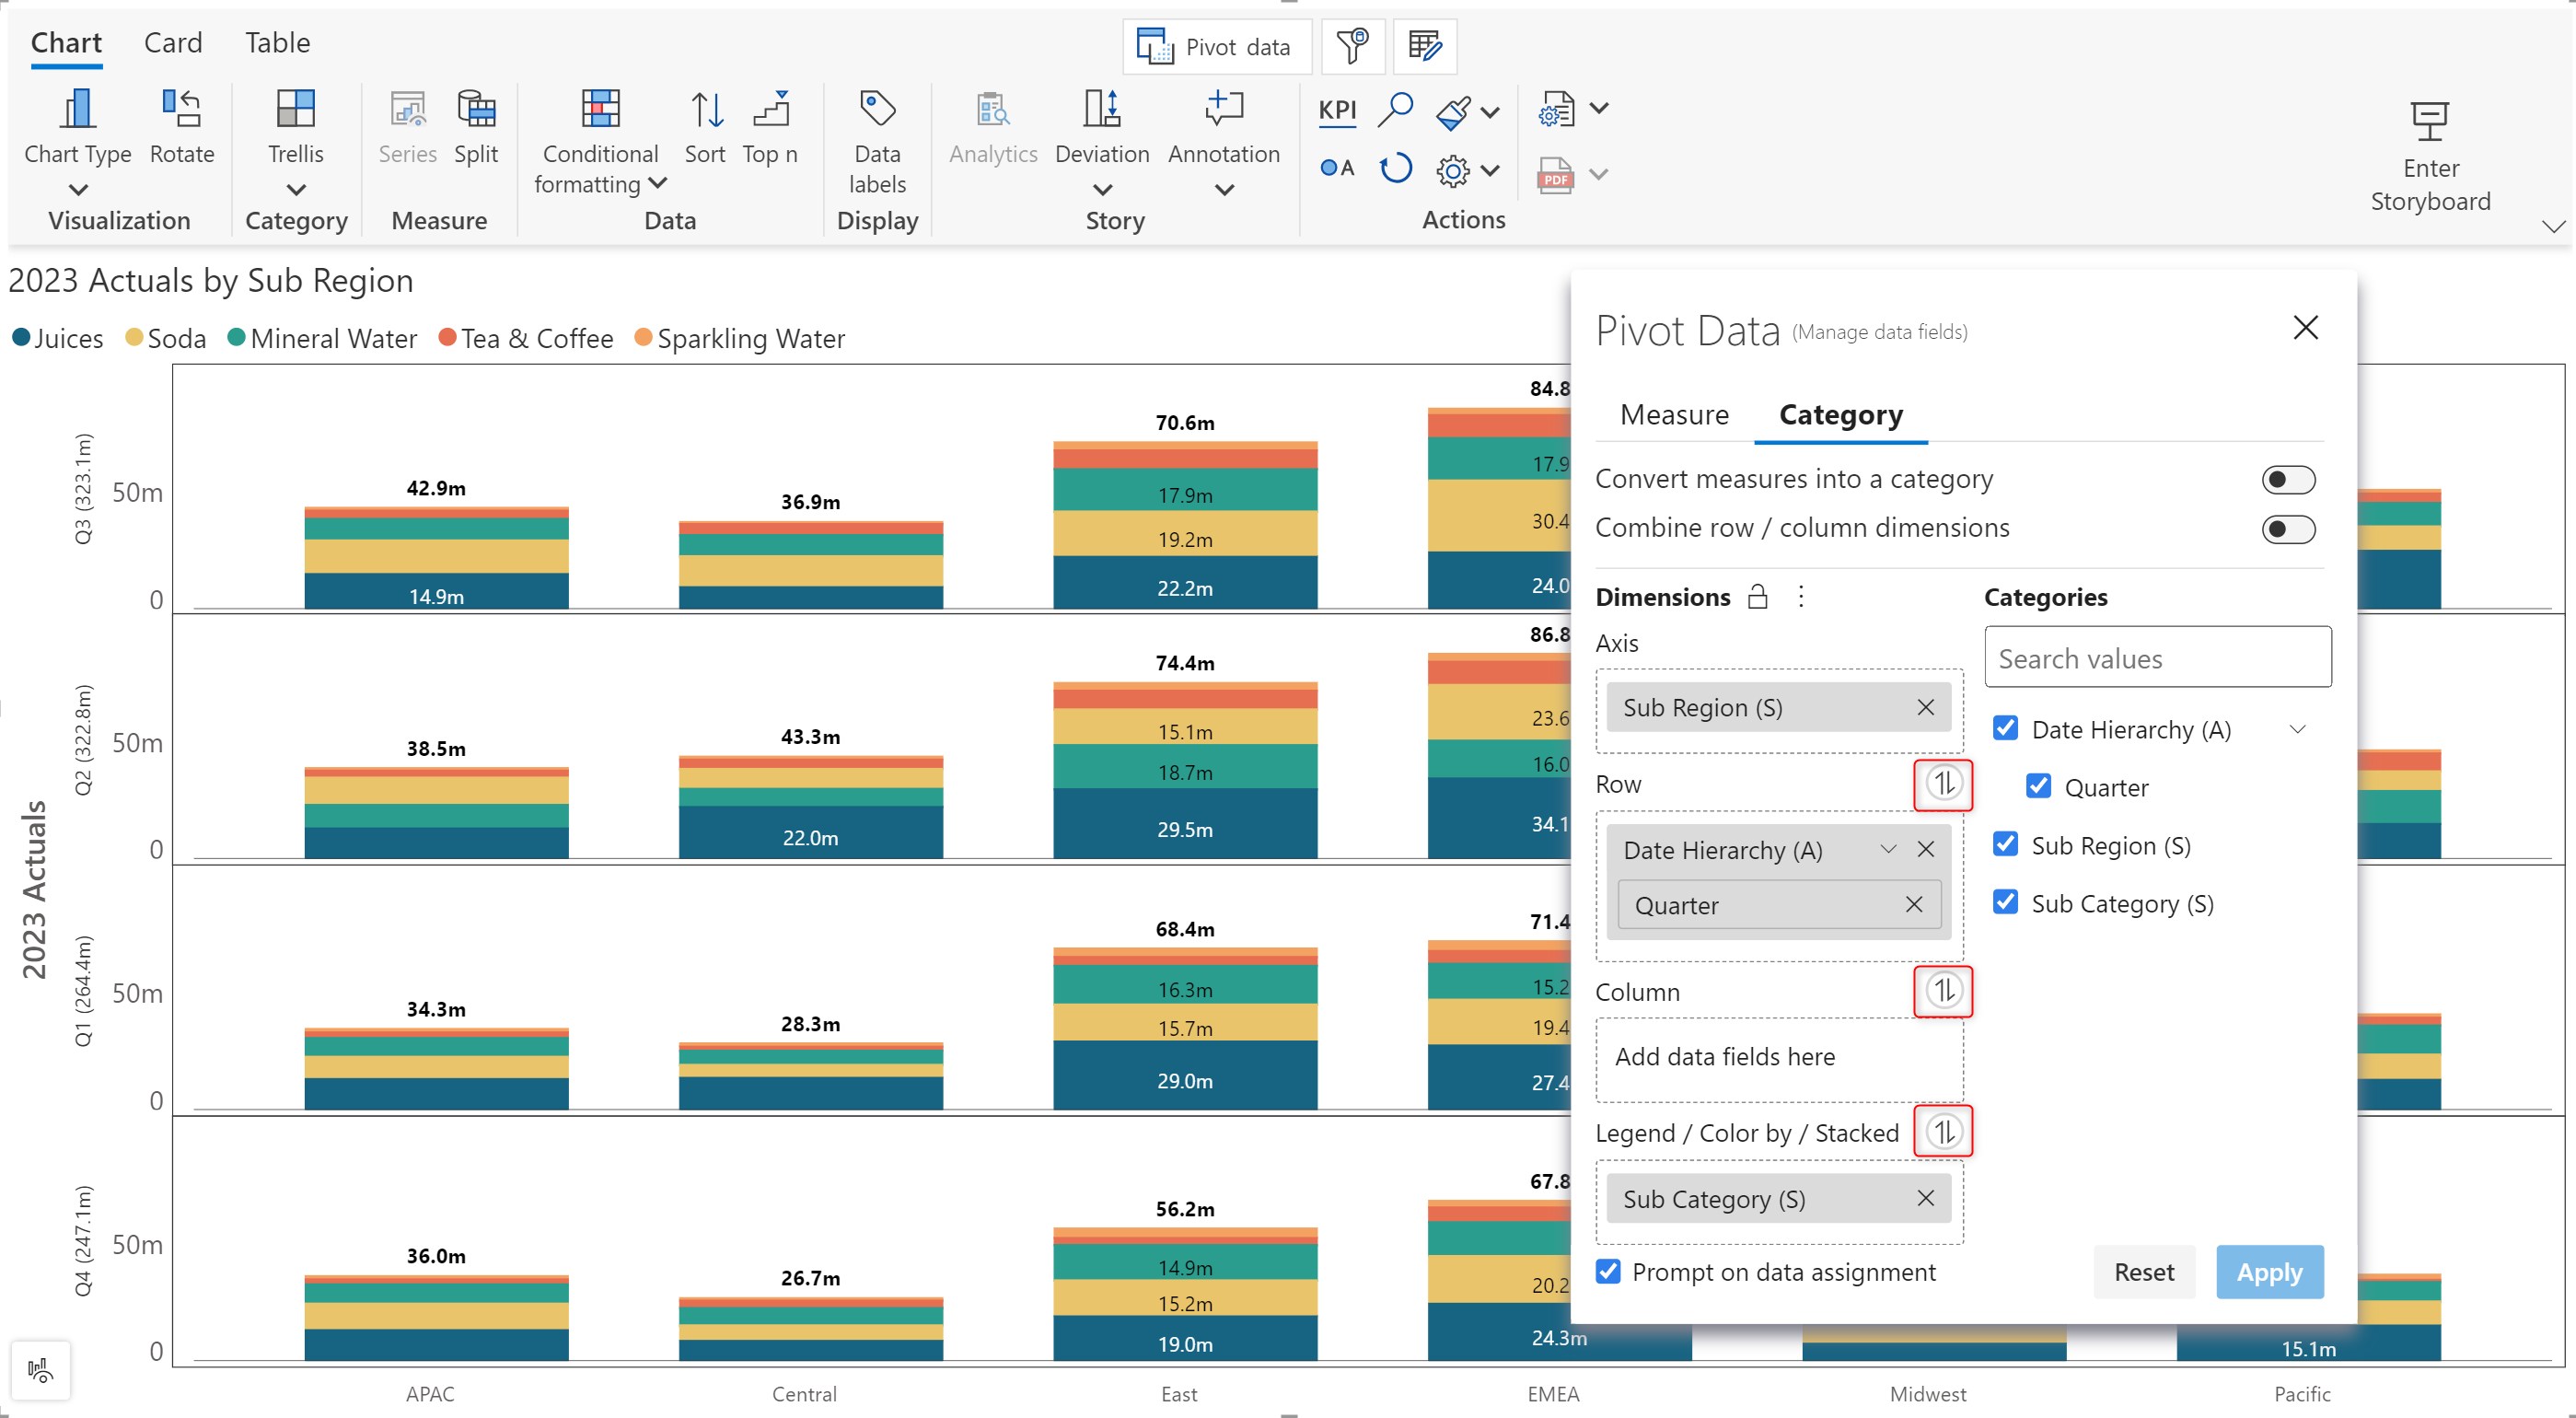 Chart Card Table
Pivot data
Chart Type Rotate Trellis Series Split Conditional formatting Sort Top n Data labels Analytics Deviation Annotation KPI A PDF Enter Storyboard
Visualization Category Measure Data Display Story Actions
2023 Actuals by Sub Region
Juices Soda Mineral Water Tea & Coffee Sparkling Water
2023 Actuals
Q3 (323.1m)
50m
0
42.9m
14.9m
36.9m
70.6m
17.9m
19.2m
22.2m
84.8
17.9
30.4
24.0
Q2 (322.8m)
50m
0
38.5m
43.3m
22.0m
74.4m
15.1m
18.7m
29.5m
86.8
23.6
16.0
34.1
Q1 (264.4m)
50m
0
34.3m
28.3m
68.4m
16.3m
15.7m
29.0m
71.4
15.2
19.4
27.4
Q4 (247.1m)
50m
0
36.0m
26.7m
56.2m
14.9m
15.2m
19.0m
67.8
20.2
24.3m
15.1m
APAC Central East EMEA Midwest Pacific
Pivot Data (Manage data fields)
Measure Category
Convert measures into a category
Combine row / column dimensions
Dimensions
Axis
Sub Region (S)
Row
Date Hierarchy (A)
Quarter
Column
Add data fields here
Legend / Color by / Stacked
Sub Category (S)
Prompt on data assignment
Categories
Search values
Date Hierarchy (A)
Quarter
Sub Region (S)
Sub Category (S)
Reset Apply